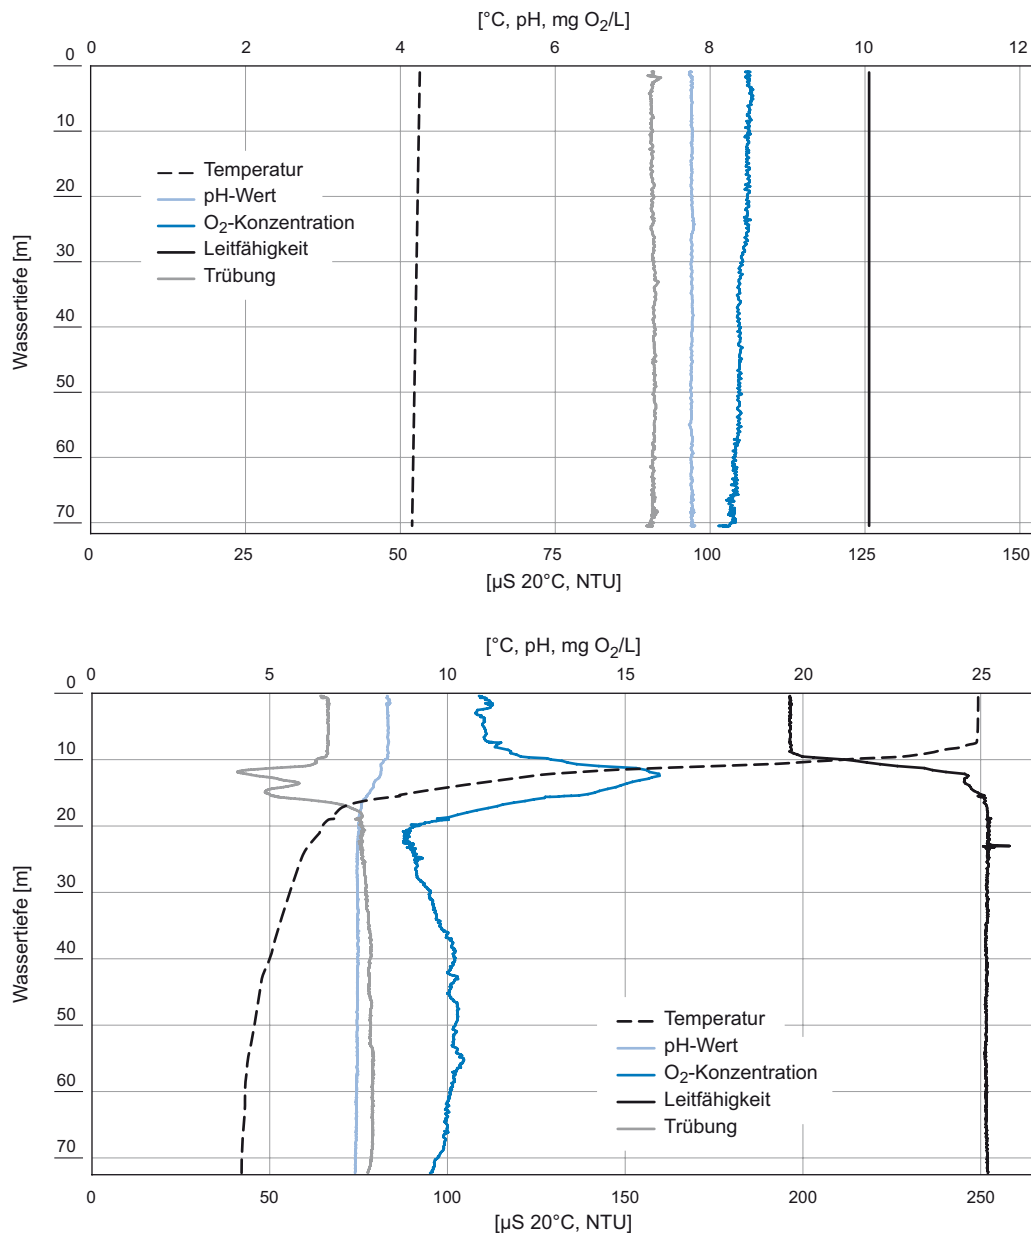 [°C, pH, mg O₂/L]
0 2 4 6 7 8 10 12
0
10
20
30
40
50
60
70
Wassertiefe [m]
Temperatur
pH-Wert
O₂-Konzentration
Leitfähigkeit
Trübung
0 25 50 75 100 125 150
[µS 20°C, NTU]
[°C, pH, mg O₂/L]
0 5 10 15 20 25
0
10
20
30
40
50
60
70
Wassertiefe [m]
Temperatur
pH-Wert
O₂-Konzentration
Leitfähigkeit
Trübung
0 50 100 150 200 250
[µS 20°C, NTU]